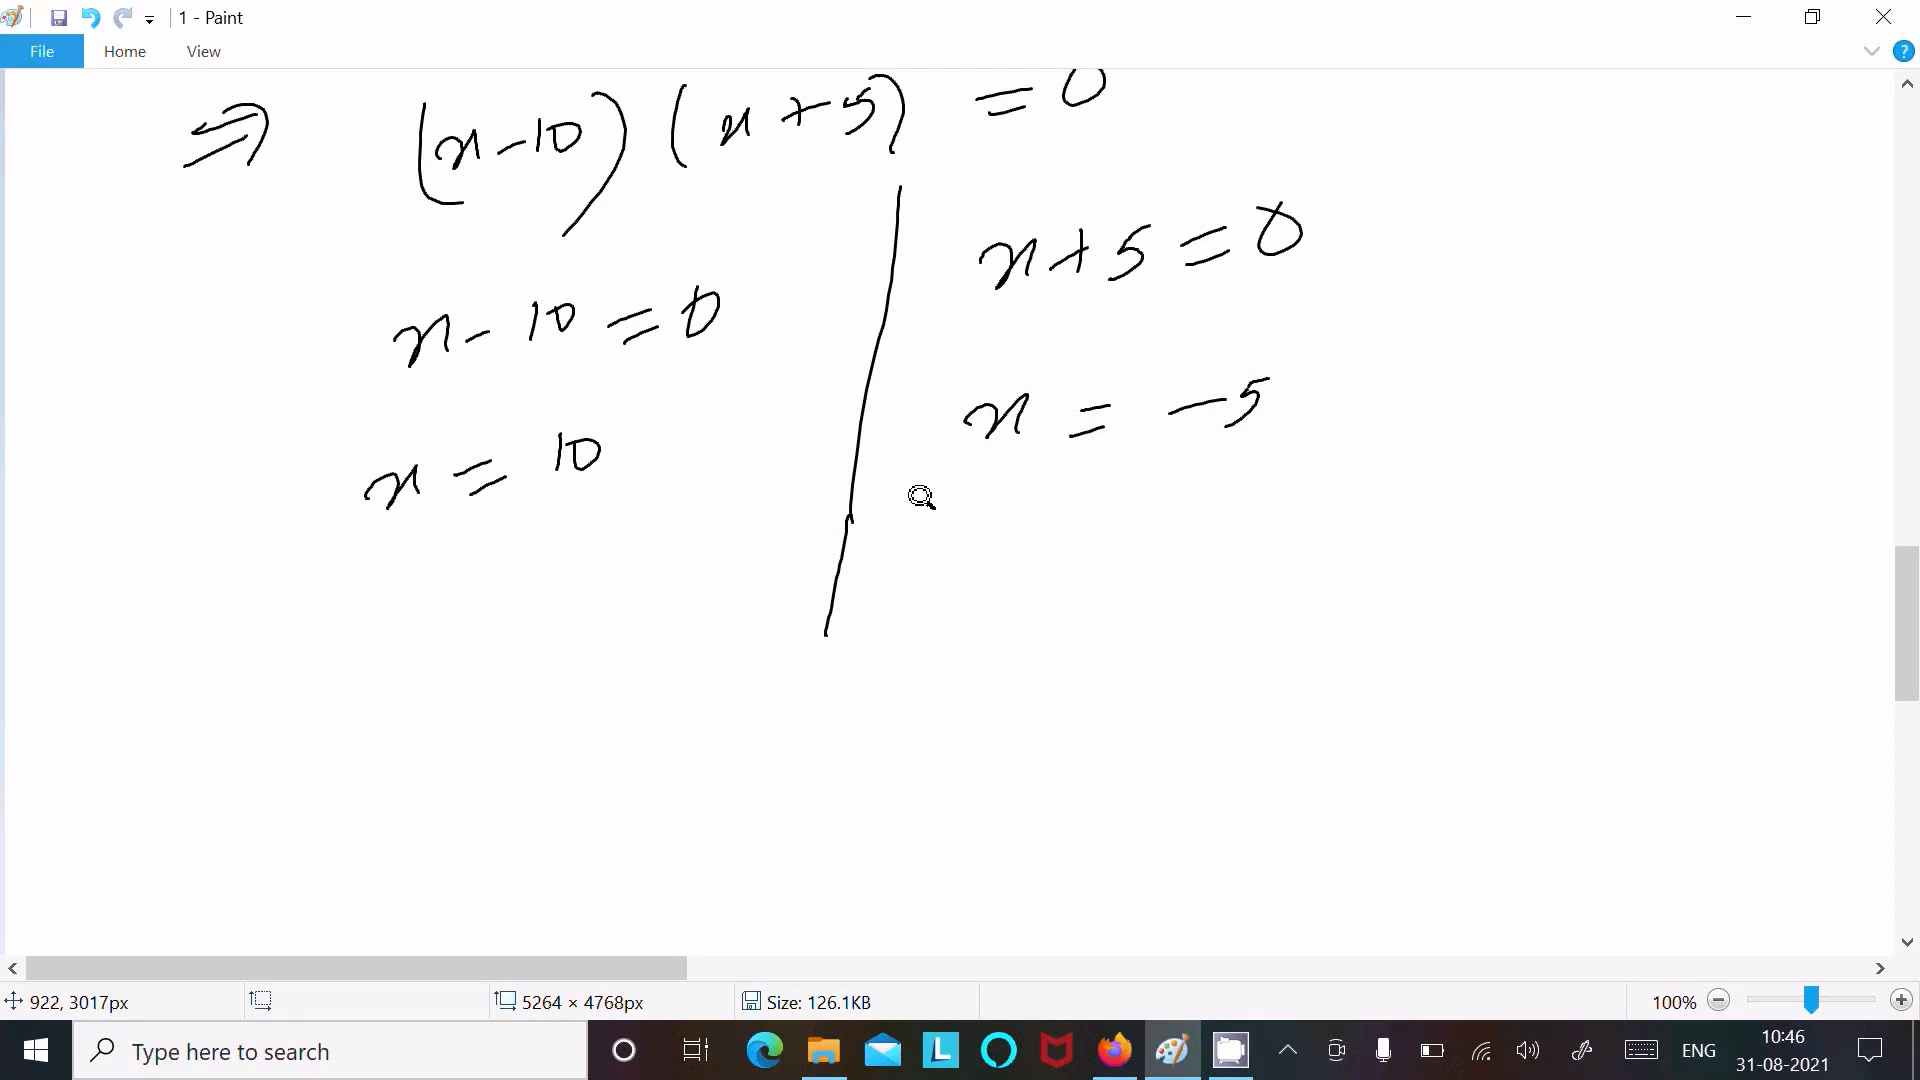 1 - Paint
File Home View
⇒ (x-10) (x+5) = 0
x - 10 = 0
x = 10
x + 5 = 0
x = -5
922, 3017px 5264 × 4768px Size: 126.1KB 100%
Type here to search L ENG 10:46
31-08-2021